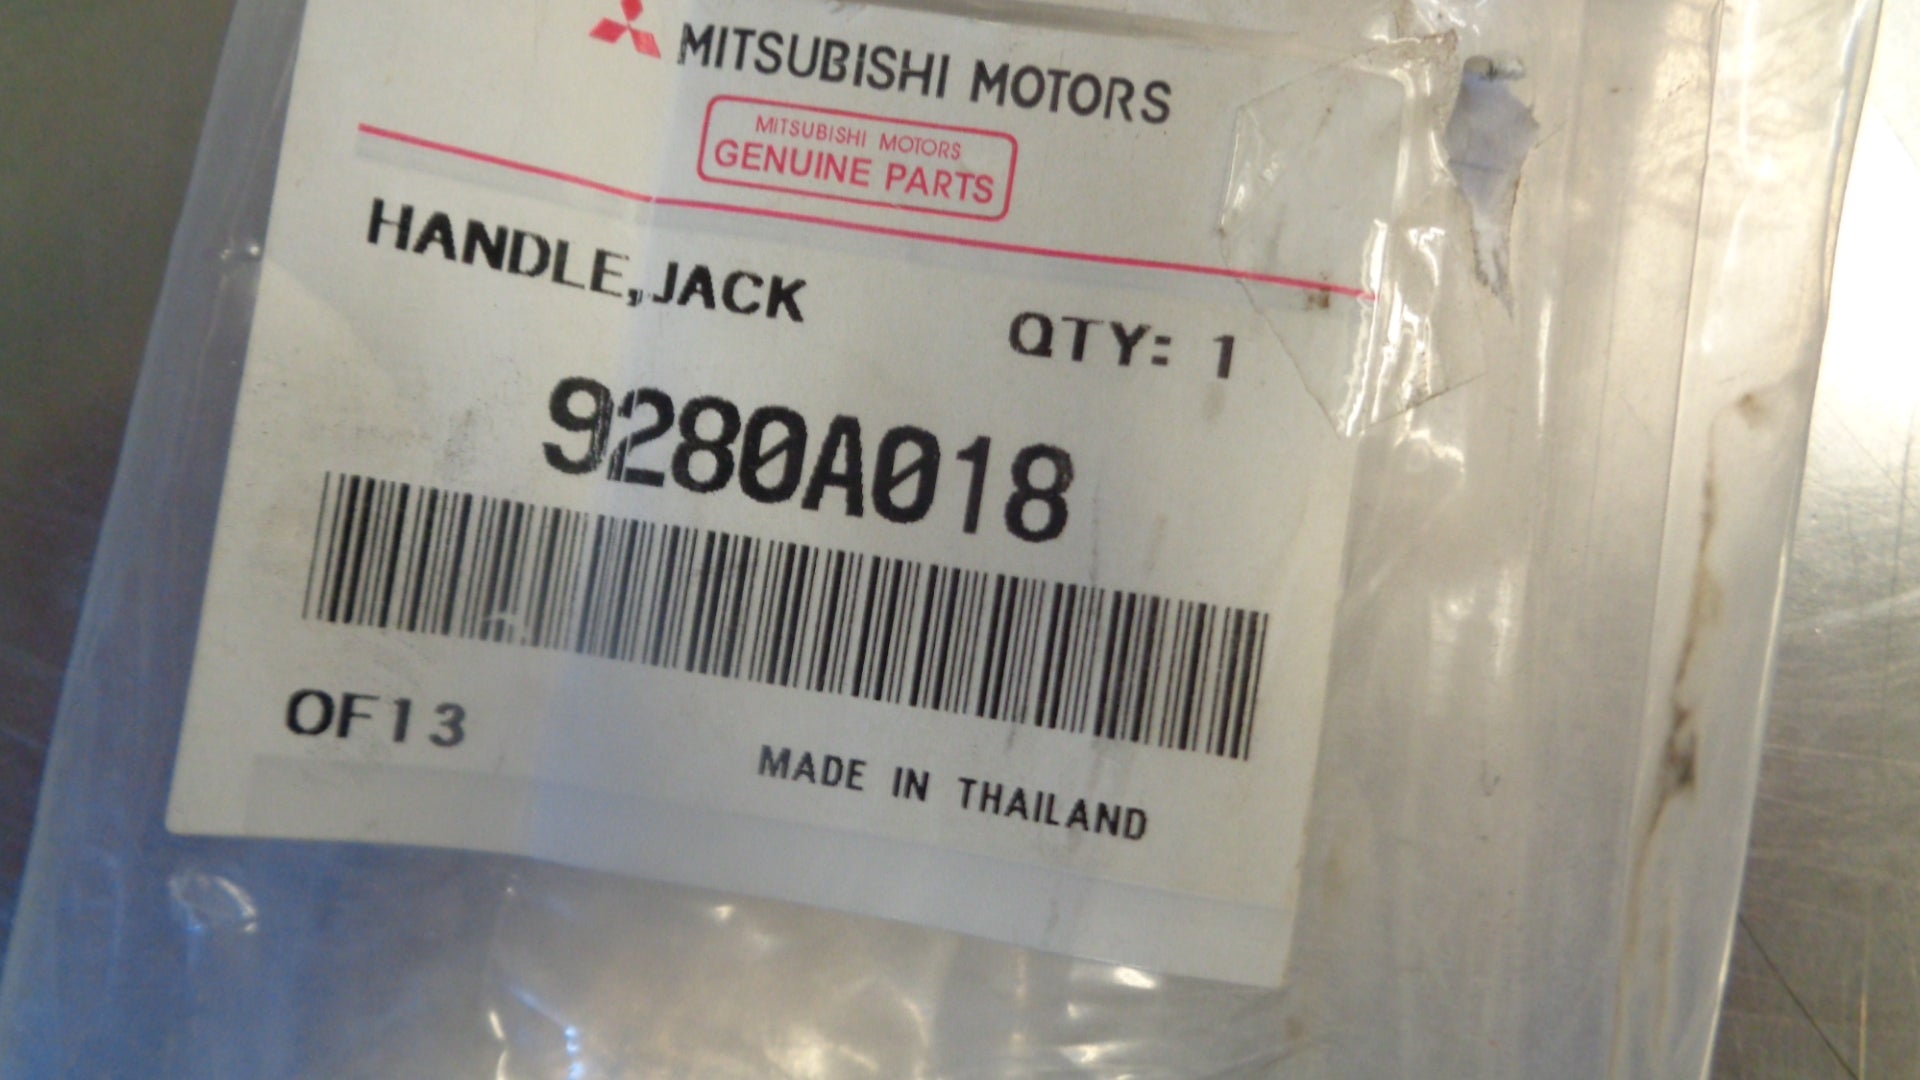 MITSUBISHI MOTORS
MITSUBISHI MOTORS
GENUINE PARTS
HANDLE,JACK
QTY: 1
9280A018
OF13
MADE IN THAILAND